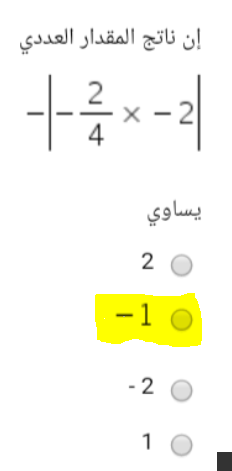 إن ناتج المقدار العددي
-|-2/4 × -2|
يساوي
2
-1
-2
1